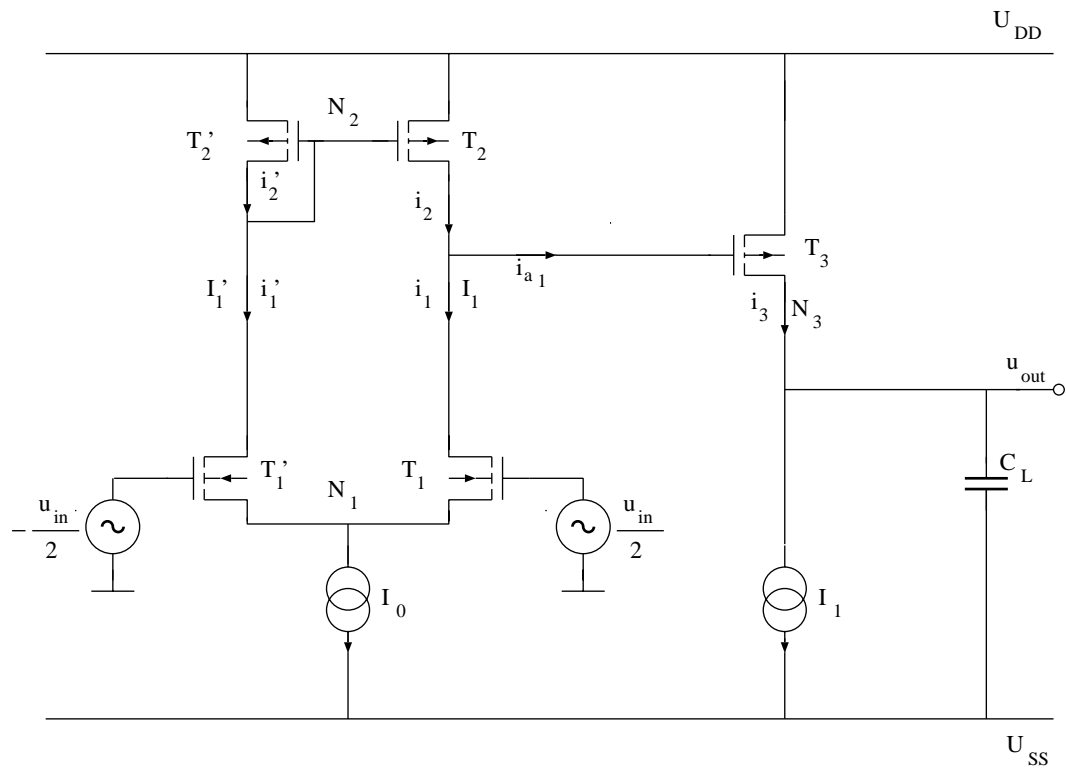 U_DD
N_2
T_2'
T_2
i_2'
i_2
T_3
i_a1
I_1'
i_1'
i_1
I_1
i_3
N_3
u_out
T_1'
T_1
C_L
N_1
- u_in / 2
u_in / 2
I_0
I_1
U_SS